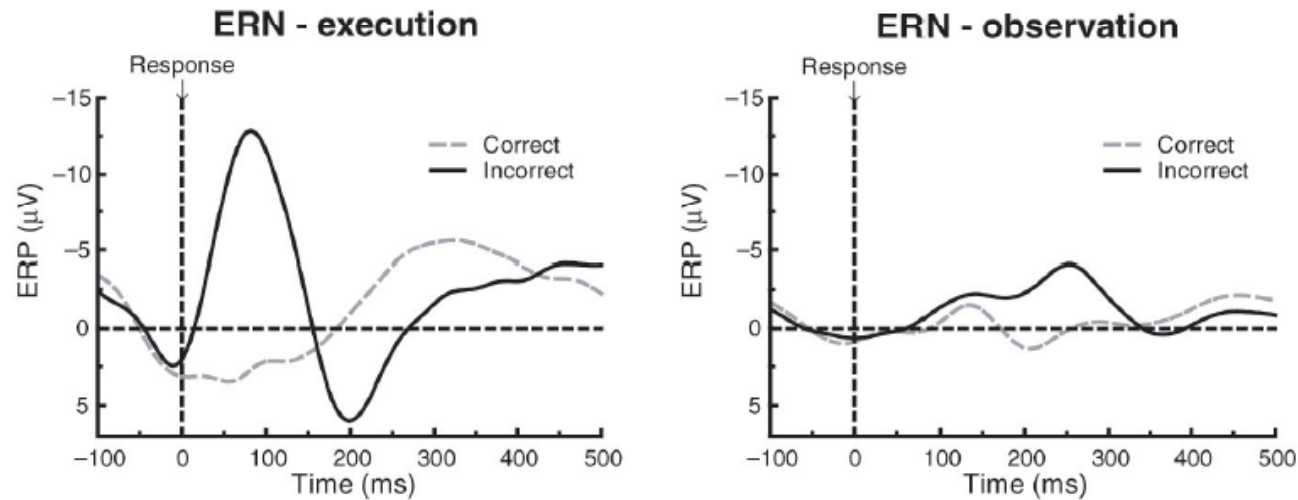 ERN - execution
Response
Correct
Incorrect
ERP (μV)
−15
−10
−5
0
5
−100 0 100 200 300 400 500
Time (ms)
ERN - observation
Response
Correct
Incorrect
ERP (μV)
−15
−10
−5
0
5
−100 0 100 200 300 400 500
Time (ms)